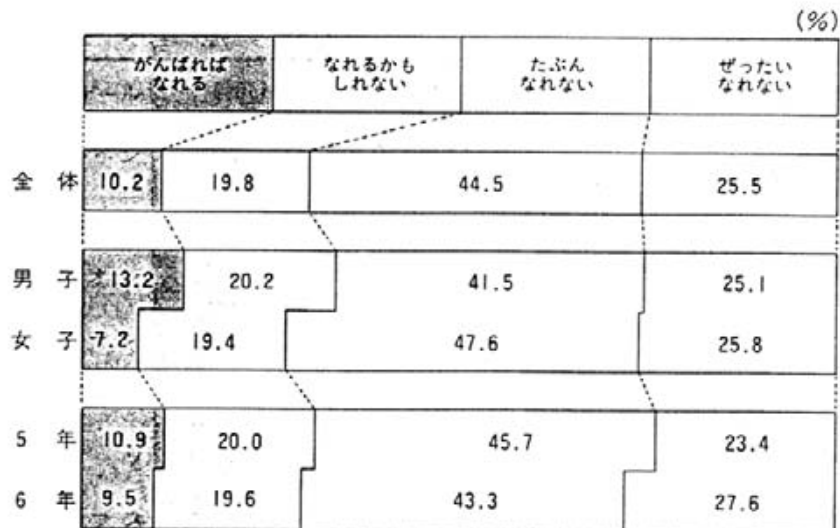 (%)
がんばれば なれるかも たぶん ぜったい
なれる しれない なれない なれない
全 体 10.2 19.8 44.5 25.5
男 子 13.2 20.2 41.5 25.1
女 子 7.2 19.4 47.6 25.8
5 年 10.9 20.0 45.7 23.4
6 年 9.5 19.6 43.3 27.6